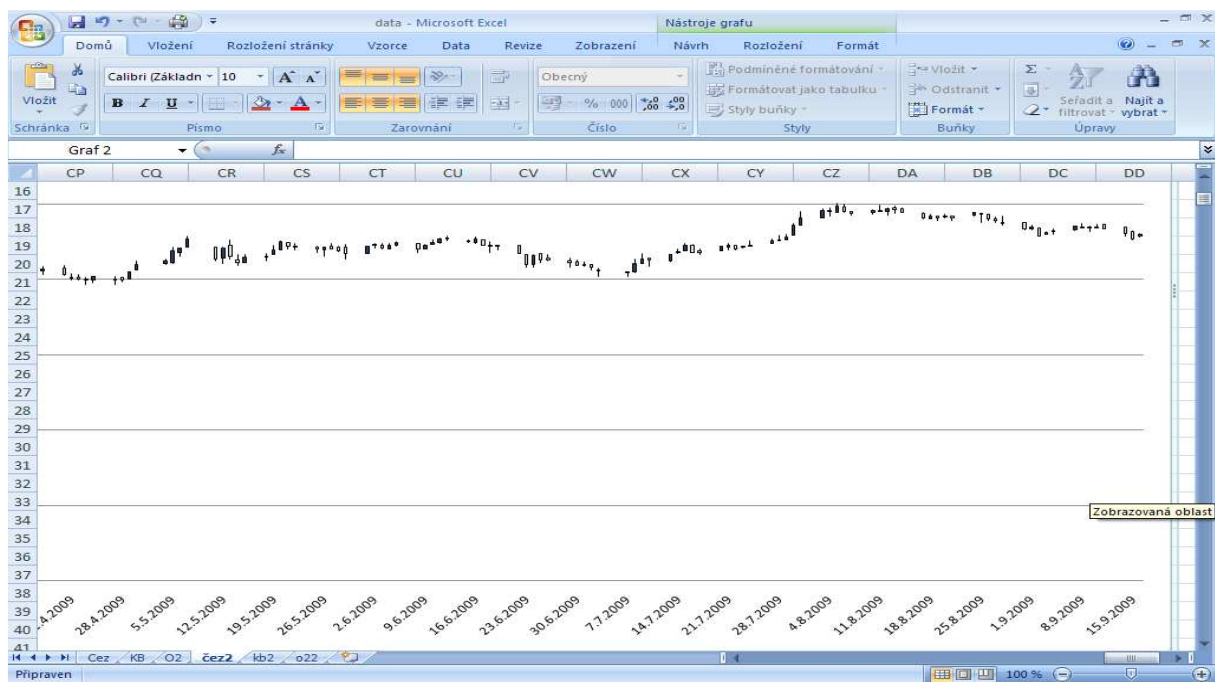 data - Microsoft Excel
Nástroje grafu
Domů Vložení Rozložení stránky Vzorce Data Revize Zobrazení Návrh Rozložení Formát
Vložit
Schránka
Calibri (Základn 10
B I U
Písmo
Zarovnání
Obecný
% 000
Číslo
Podmíněné formátování
Formátovat jako tabulku
Styly buňky
Styly
Vložit
Odstranit
Formát
Buňky
Σ
Seřadit a filtrovat
Najít a vybrat
Úpravy
Graf 2
fx
CP CQ CR CS CT CU CV CW CX CY CZ DA DB DC DD
16
17
18
19
20
21
22
23
24
25
26
27
28
29
30
31
32
33
34
35
36
37
38
39
40
41
Zobrazovaná oblast
.4.2009 28.4.2009 5.5.2009 12.5.2009 19.5.2009 26.5.2009 2.6.2009 9.6.2009 16.6.2009 23.6.2009 30.6.2009 7.7.2009 14.7.2009 21.7.2009 28.7.2009 4.8.2009 11.8.2009 18.8.2009 25.8.2009 1.9.2009 8.9.2009 15.9.2009
Cez KB O2 čez2 kb2 o22
Připraven
100 %